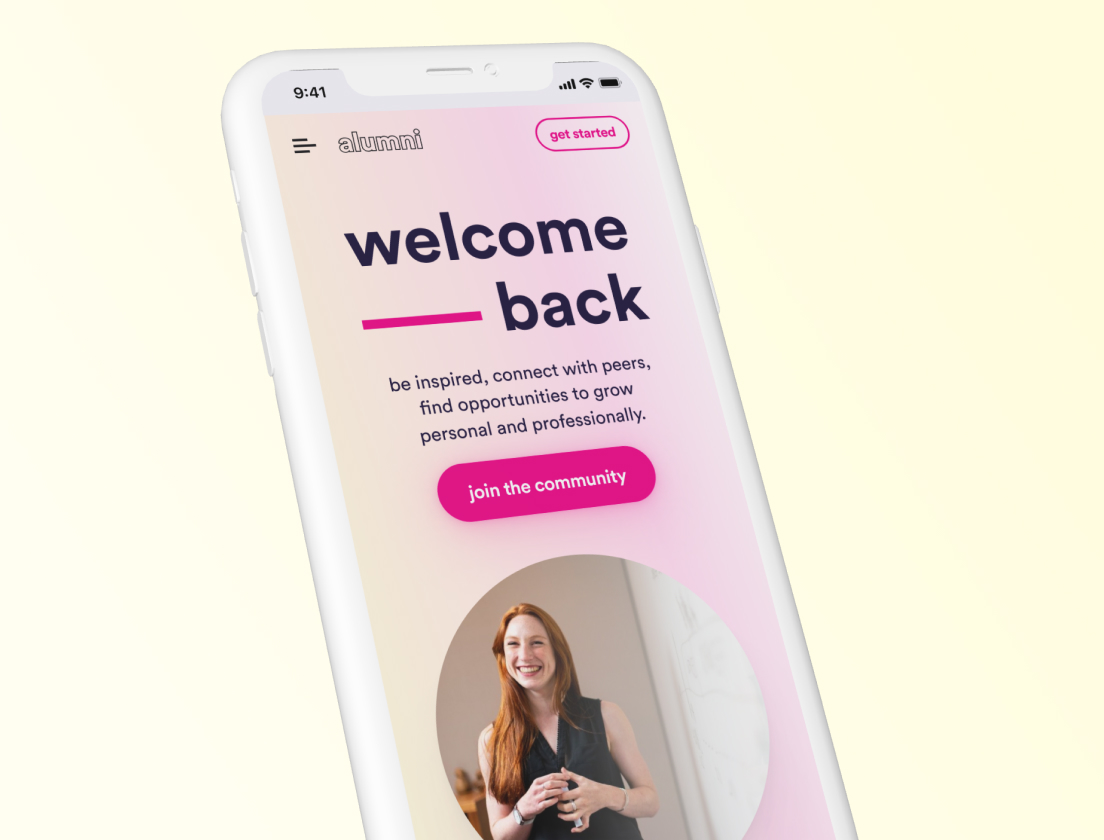 9:41
alumni
get started
welcome
back
be inspired, connect with peers,
find opportunities to grow
personal and professionally.
join the community